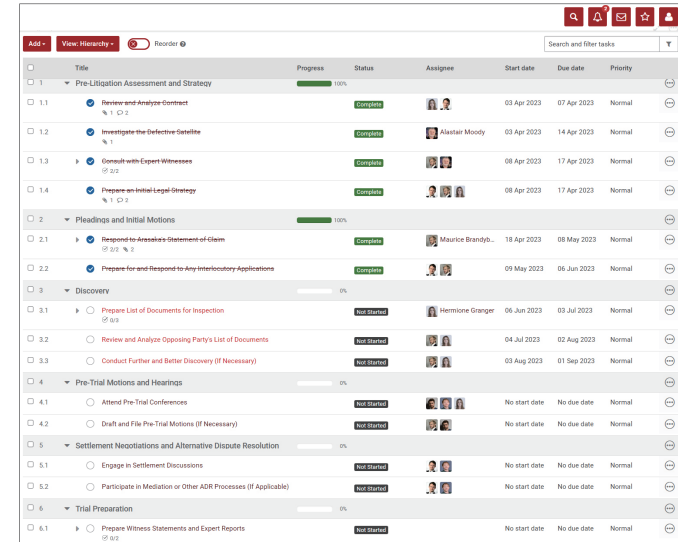 3
Add View: Hierarchy Reorder Search and filter tasks
Title Progress Status Assignee Start date Due date Priority
1 Pre-Litigation Assessment and Strategy 100%
1.1 Review and Analyze Contract Complete 03 Apr 2023 07 Apr 2023 Normal
1 2
1.2 Investigate the Defective Satellite Complete Alastair Moody 03 Apr 2023 14 Apr 2023 Normal
1
1.3 Consult with Expert Witnesses Complete 08 Apr 2023 17 Apr 2023 Normal
2/2
1.4 Prepare an Initial Legal Strategy Complete 08 Apr 2023 17 Apr 2023 Normal
1 2
2 Pleadings and Initial Motions 100%
2.1 Respond to Arasaka's Statement of Claim Complete Maurice Brandyb... 18 Apr 2023 08 May 2023 Normal
2/2 2
2.2 Prepare for and Respond to Any Interlocutory Applications Complete 09 May 2023 06 Jun 2023 Normal
3 Discovery 0%
3.1 Prepare List of Documents for Inspection Not Started Hermione Granger 06 Jun 2023 03 Jul 2023 Normal
0/3
3.2 Review and Analyze Opposing Party's List of Documents Not Started 04 Jul 2023 02 Aug 2023 Normal
3.3 Conduct Further and Better Discovery (If Necessary) Not Started 03 Aug 2023 01 Sep 2023 Normal
4 Pre-Trial Motions and Hearings 0%
4.1 Attend Pre-Trial Conferences Not Started No start date No due date Normal
4.2 Draft and File Pre-Trial Motions (If Necessary) Not Started No start date No due date Normal
5 Settlement Negotiations and Alternative Dispute Resolution 0%
5.1 Engage in Settlement Discussions Not Started No start date No due date Normal
5.2 Participate in Mediation or Other ADR Processes (If Applicable) Not Started No start date No due date Normal
6 Trial Preparation 0%
6.1 Prepare Witness Statements and Expert Reports Not Started No start date No due date Normal
0/2